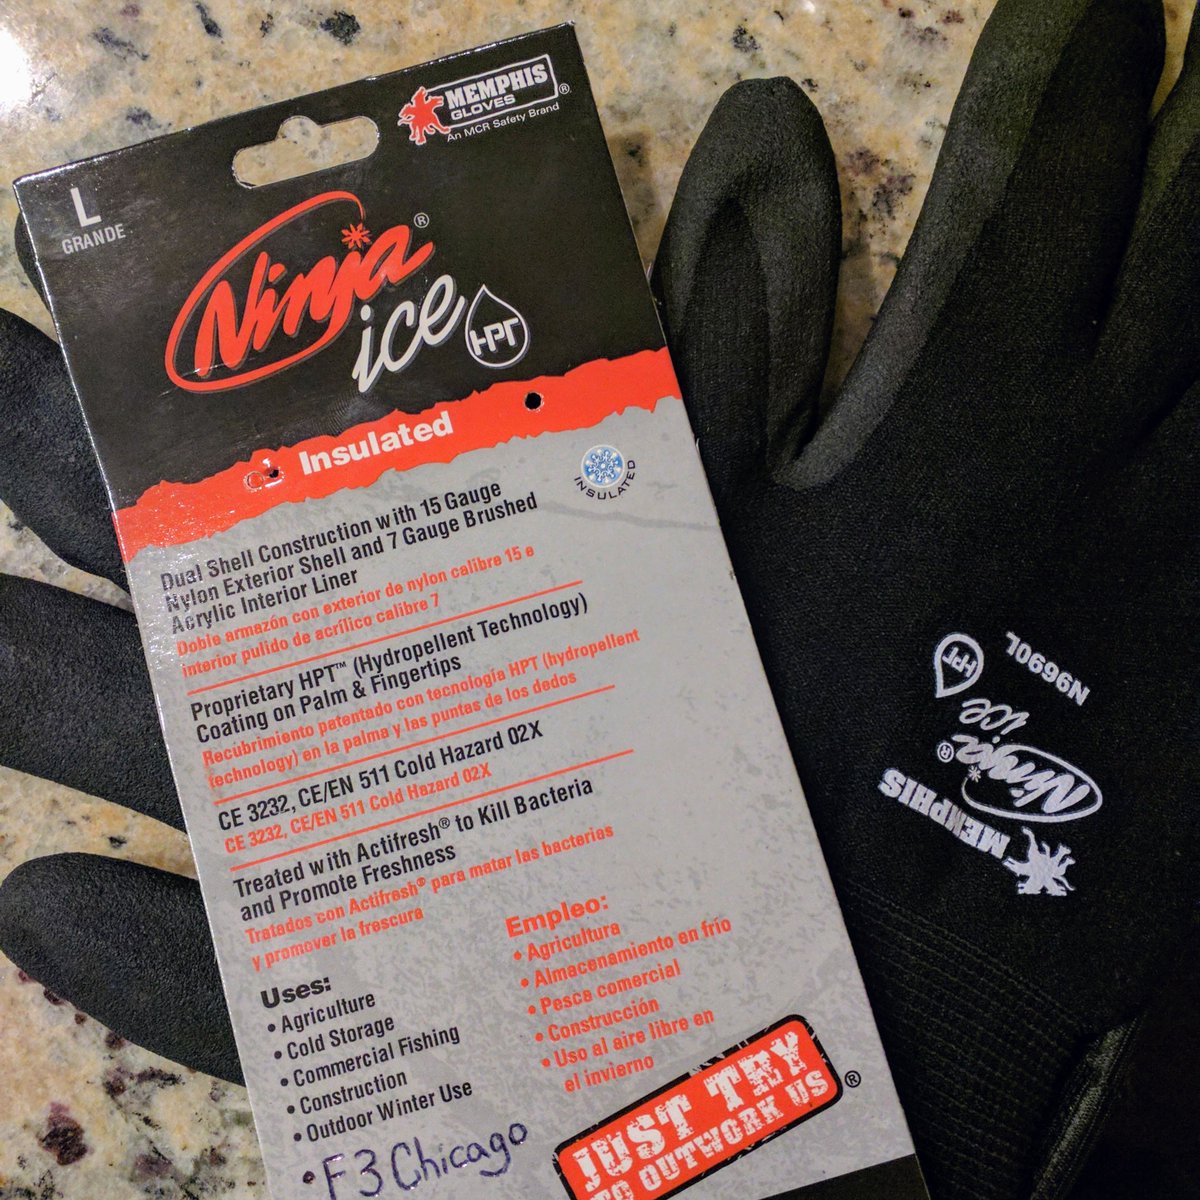 MEMPHIS
GLOVES ®
An MCR Safety Brand
L
GRANDE
Ninja®
ice HPT
Insulated
INSULATED
Dual Shell Construction with 15 Gauge
Nylon Exterior Shell and 7 Gauge Brushed
Acrylic Interior Liner
Doble armazón con exterior de nylon calibre 15 e
interior pulido de acrílico calibre 7
Proprietary HPT™ (Hydropellent Technology)
Coating on Palm & Fingertips
Recubrimiento patentado con tecnología HPT (hydropellent
(echnology) en la palma y las puntas de los dedos
CE 3232, CE/EN 511 Cold Hazard 02X
CE 3232, CE/EN 511 Cold Hazard 02X
Treated with Actifresh® to Kill Bacteria
and Promote Freshness
Tratados con Actifresh® para matar las bacterias
y promover la frescura
Uses:
• Agriculture
• Cold Storage
• Commercial Fishing
• Construction
• Outdoor Winter Use
• F3 Chicago
Empleo:
• Agricultura
• Almacenamiento en frío
• Pesca comercial
• Construcción
• Uso al aire libre en
el invierno
JUST TRY
TO OUTWORK US ®
MEMPHIS
Ninja®
ice HPT
N9690L